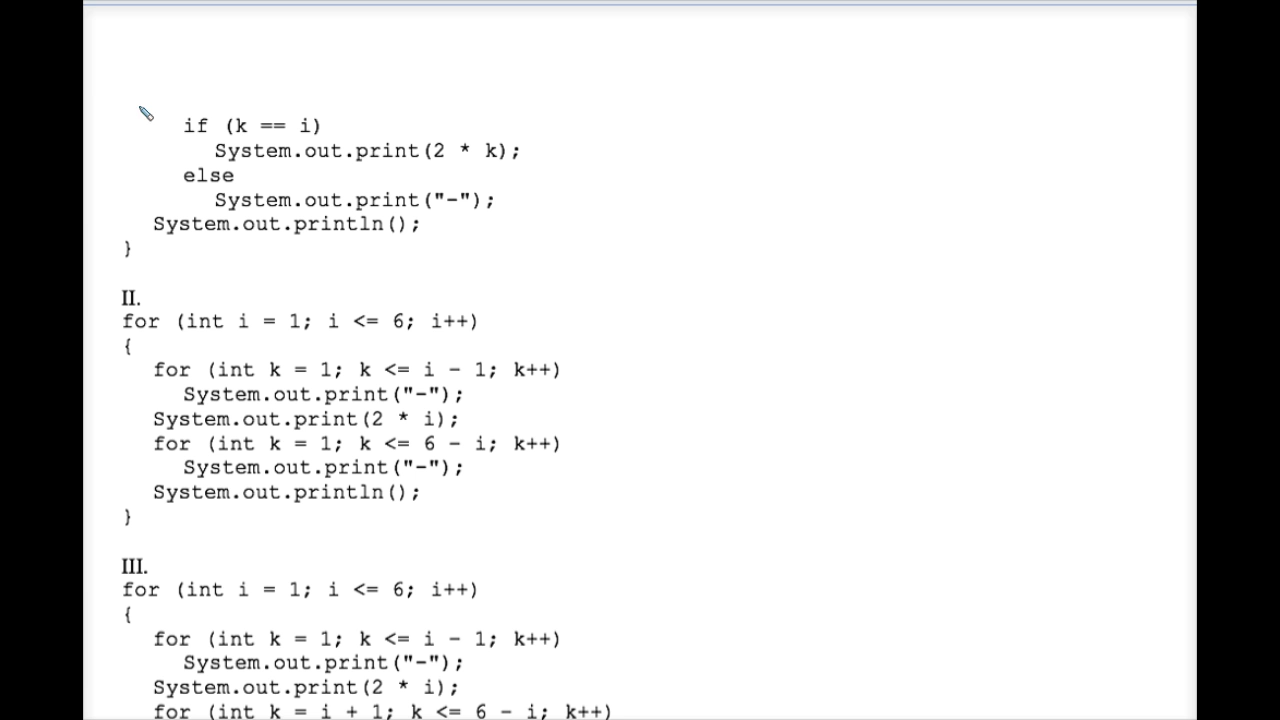 if (k == i)
System.out.print(2 * k);
else
System.out.print("-");
System.out.println();
}
II.
for (int i = 1; i <= 6; i++)
{
for (int k = 1; k <= i - 1; k++)
System.out.print("-");
System.out.print(2 * i);
for (int k = 1; k <= 6 - i; k++)
System.out.print("-");
System.out.println();
}
III.
for (int i = 1; i <= 6; i++)
{
for (int k = 1; k <= i - 1; k++)
System.out.print("-");
System.out.print(2 * i);
for (int k = i + 1; k <= 6 - i; k++)